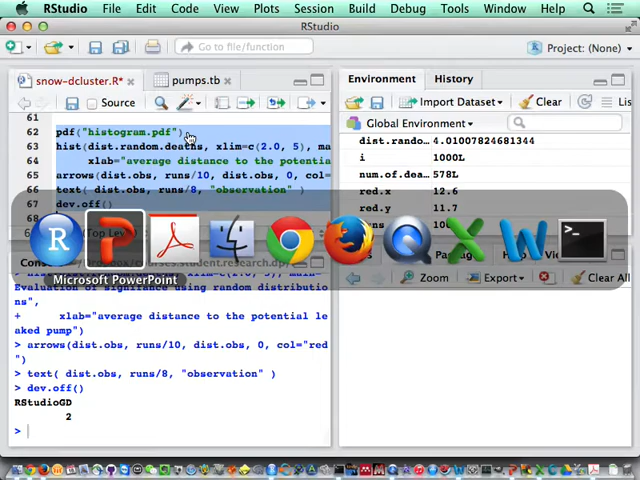 RStudio File Edit Code View Plots Session Build Debug Tools Window Help
RStudio
Go to file/function
Project: (None)
snow-dcluster.R*
pumps.tb
Source
61
62 pdf("histogram.pdf")
63 hist(dist.random.deaths, xlim=c(2.0, 5), main=
64 xlab="average distance to the potentia
65 arrows(dist.obs, runs/10, dist.obs, 0, col=
66 text( dist.obs, runs/8, "observation" )
67 dev.off()
68
(Top Level)
Environment History
Import Dataset Clear
Global Environment
dist.rando… 4.01007824681344
i 1000L
num.of.dea… 578L
red.x 12.6
red.y 11.7
Microsoft PowerPoint
Zoom Export Clear All
Evaluation of significance using random distributio
ns",
+ xlab="average distance to the potential le
aked pump")
> arrows(dist.obs, runs/10, dist.obs, 0, col="red"
")
> text( dist.obs, runs/8, "observation" )
> dev.off()
RStudioGD
2
>